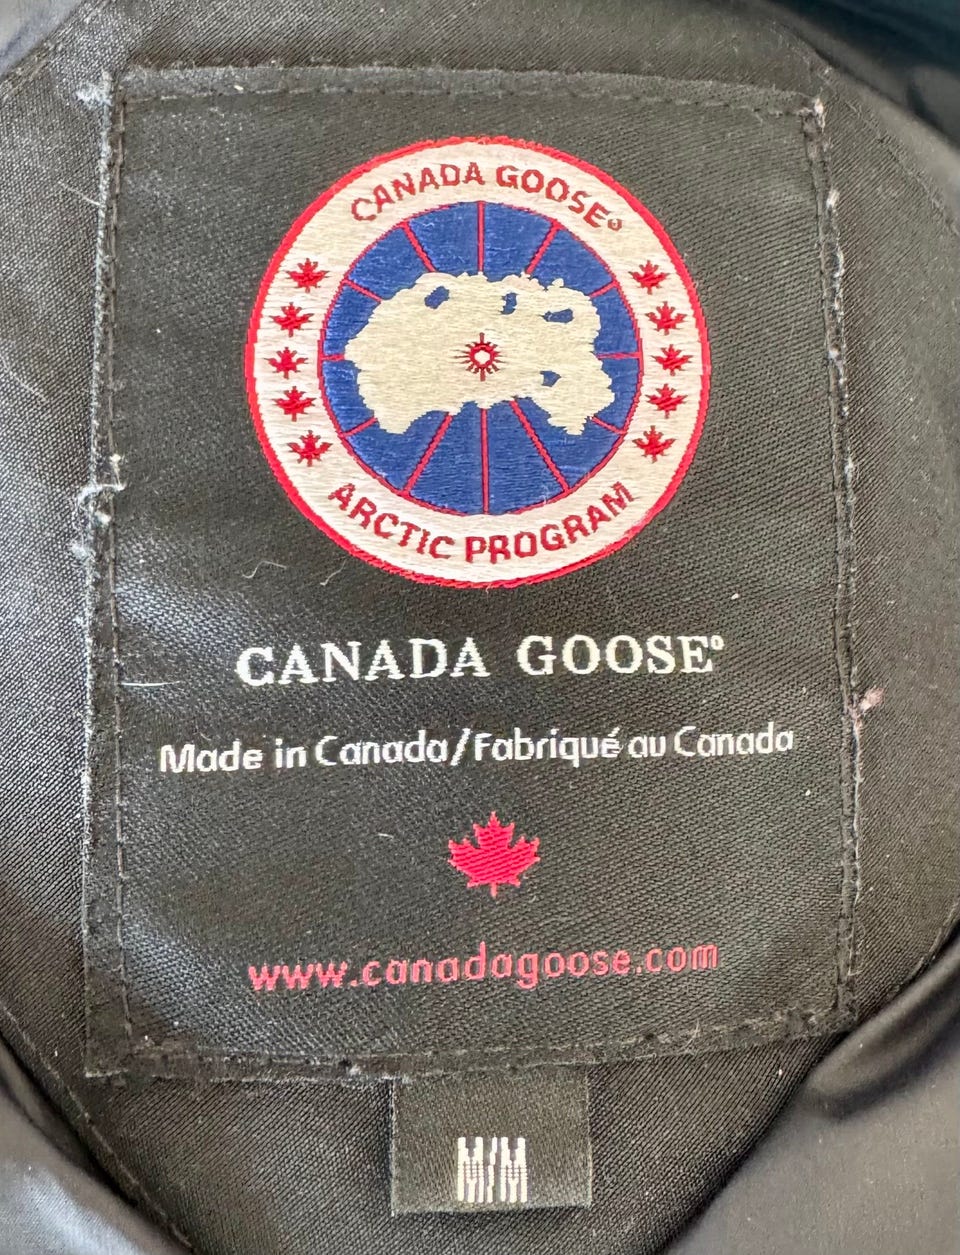 CANADA GOOSE®
ARCTIC PROGRAM
CANADA GOOSE®
Made in Canada/Fabriqué au Canada
www.canadagoose.com
M/M